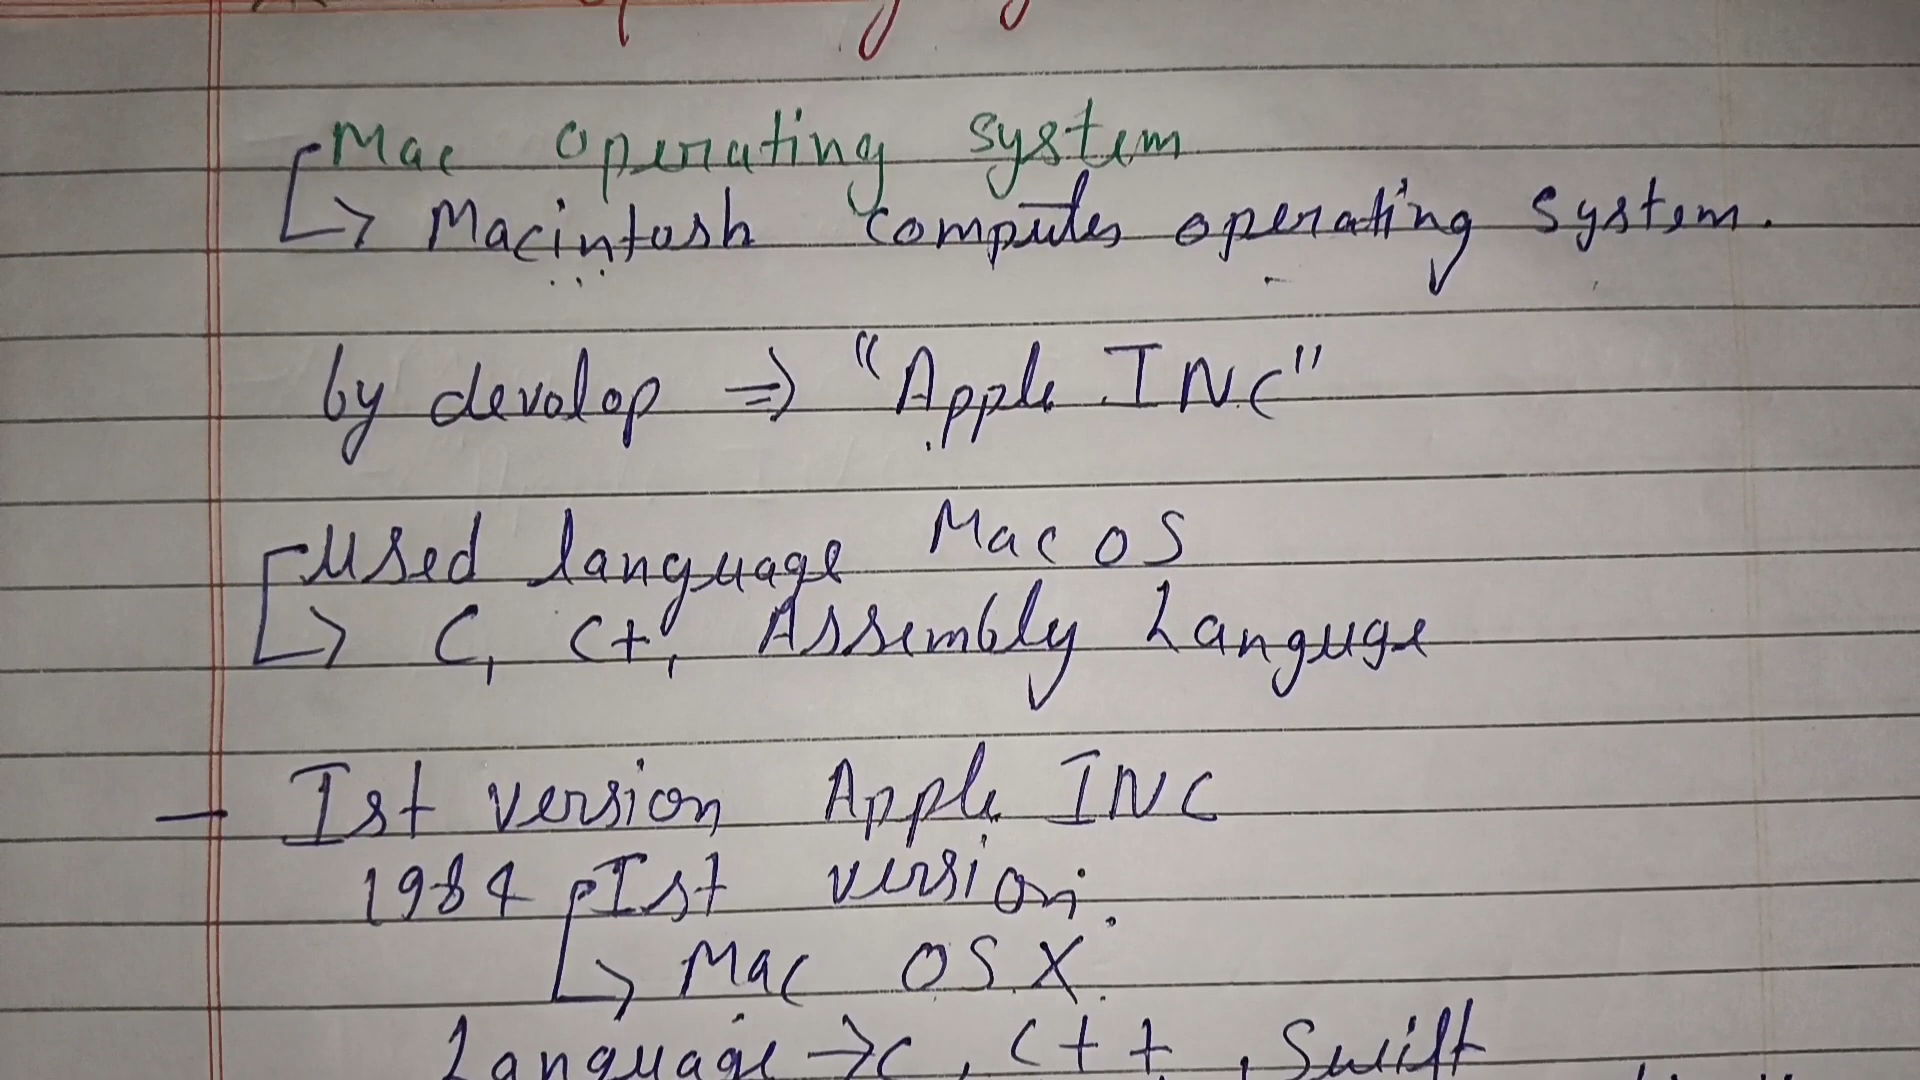 Mac operating system
→ Macintosh Computes operating system.
by develop ⇒ "Apple INC"
Used language Mac OS
→ C, C++, Assembly Languge
- Ist version Apple INC
1984 Ist version.
→ Mac OS X.
Language → C, C++, Swift